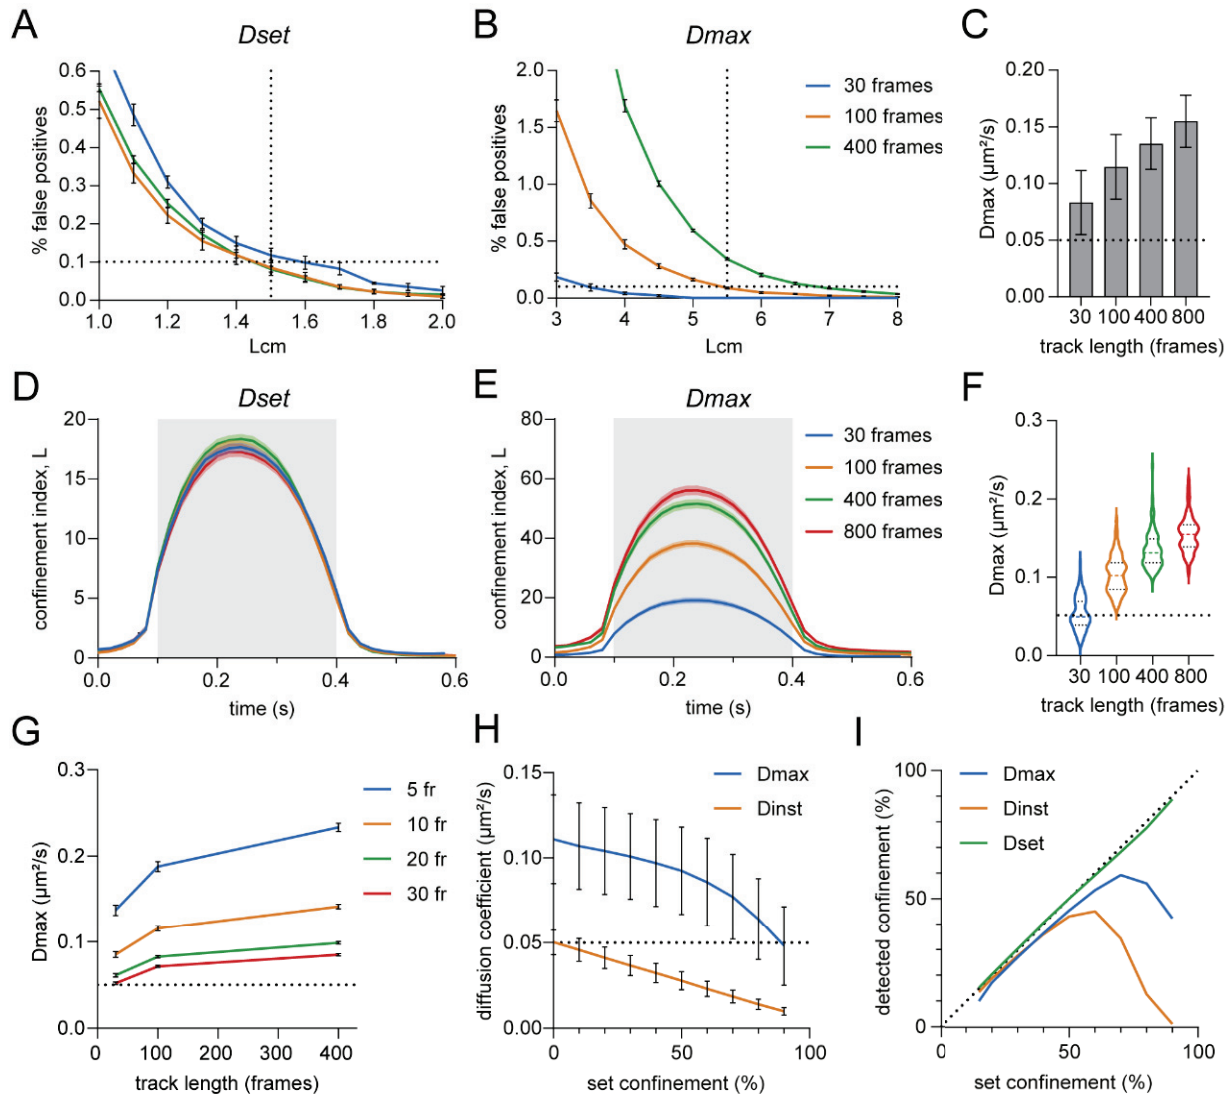 A
Dset
% false positives
0.6
0.5
0.4
0.3
0.2
0.1
0.0
1.0 1.2 1.4 1.6 1.8 2.0
Lcm
B
Dmax
% false positives
2.0
1.5
1.0
0.5
0.0
3 4 5 6 7 8
Lcm
30 frames
100 frames
400 frames
C
Dmax (µm²/s)
0.20
0.15
0.10
0.05
0.00
30 100 400 800
track length (frames)
D
Dset
confinement index, L
20
15
10
5
0
0.0 0.2 0.4 0.6
time (s)
E
Dmax
confinement index, L
80
60
40
20
0
0.0 0.2 0.4 0.6
time (s)
30 frames
100 frames
400 frames
800 frames
F
Dmax (µm²/s)
0.3
0.2
0.1
0.0
30 100 400 800
track length (frames)
G
Dmax (µm²/s)
0.3
0.2
0.1
0.0
0 100 200 300 400
track length (frames)
5 fr
10 fr
20 fr
30 fr
H
diffusion coefficient (µm²/s)
0.15
0.10
0.05
0.00
0 50 100
set confinement (%)
Dmax
Dinst
I
detected confinement (%)
100
50
0
0 50 100
set confinement (%)
Dmax
Dinst
Dset